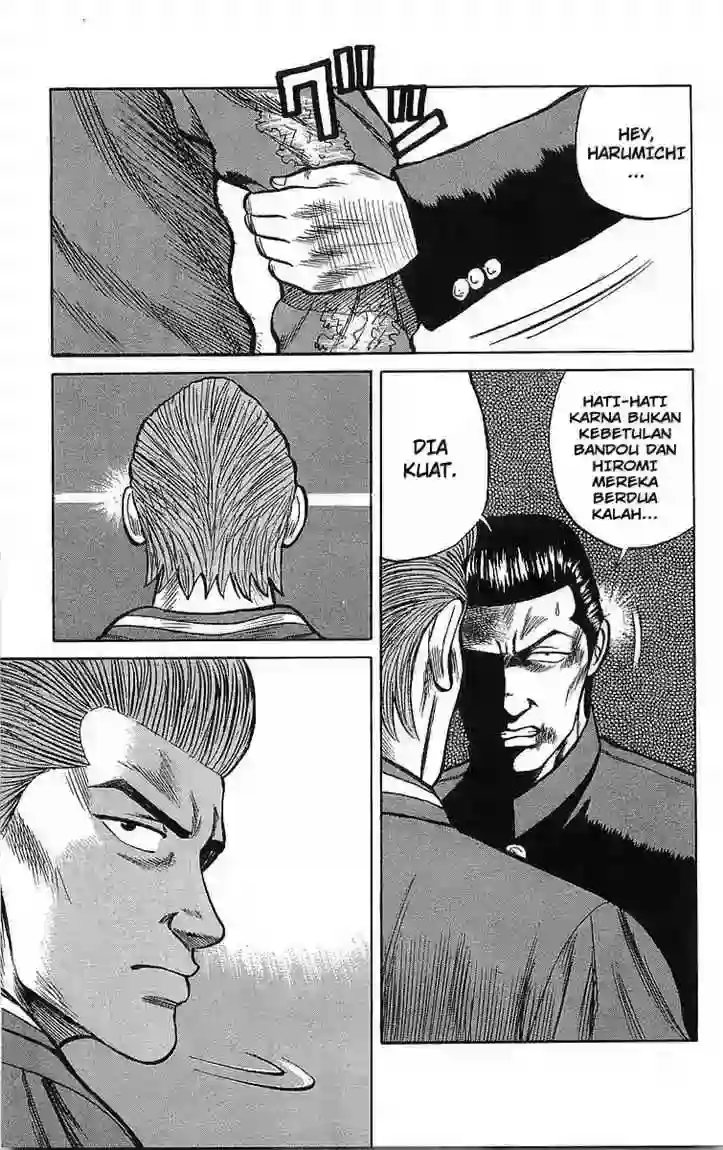 HEY,
HARUMICHI
...
HATI-HATI
KARNA BUKAN
KEBETULAN
BANDOU DAN
HIROMI
MEREKA
BERDUA
KALAH...
DIA
KUAT.